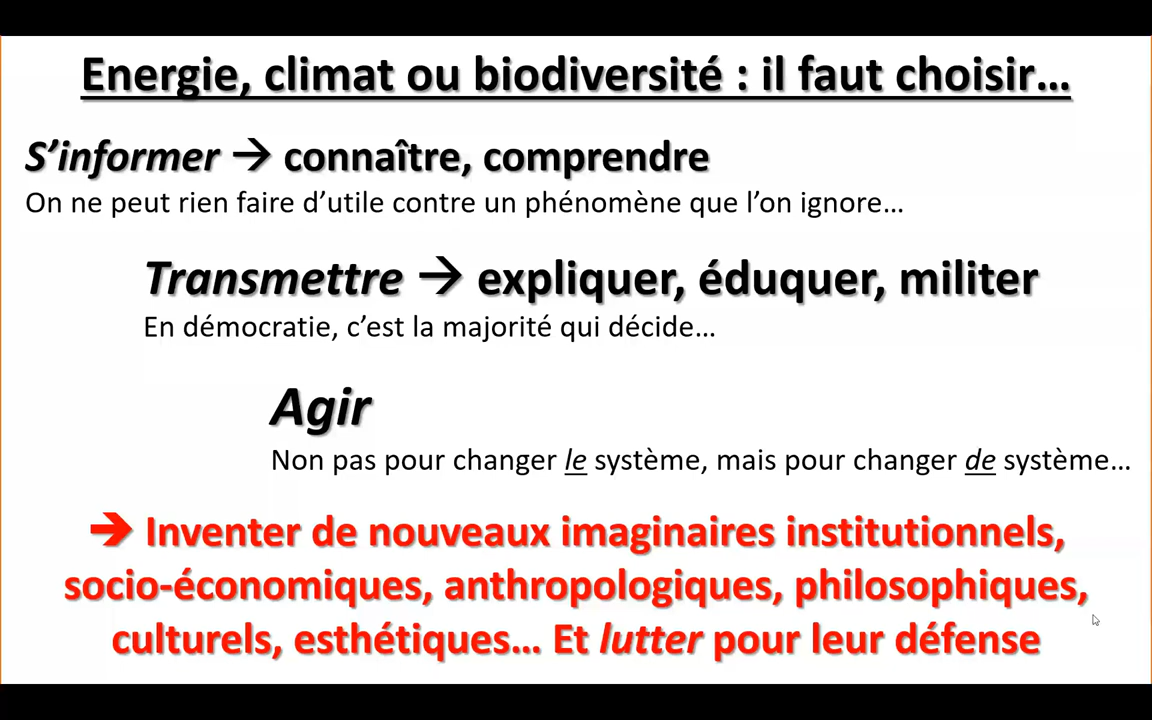 Energie, climat ou biodiversité : il faut choisir…
S’informer → connaître, comprendre
On ne peut rien faire d’utile contre un phénomène que l’on ignore…
Transmettre → expliquer, éduquer, militer
En démocratie, c’est la majorité qui décide…
Agir
Non pas pour changer le système, mais pour changer de système…
→ Inventer de nouveaux imaginaires institutionnels,
socio-économiques, anthropologiques, philosophiques,
culturels, esthétiques… Et lutter pour leur défense